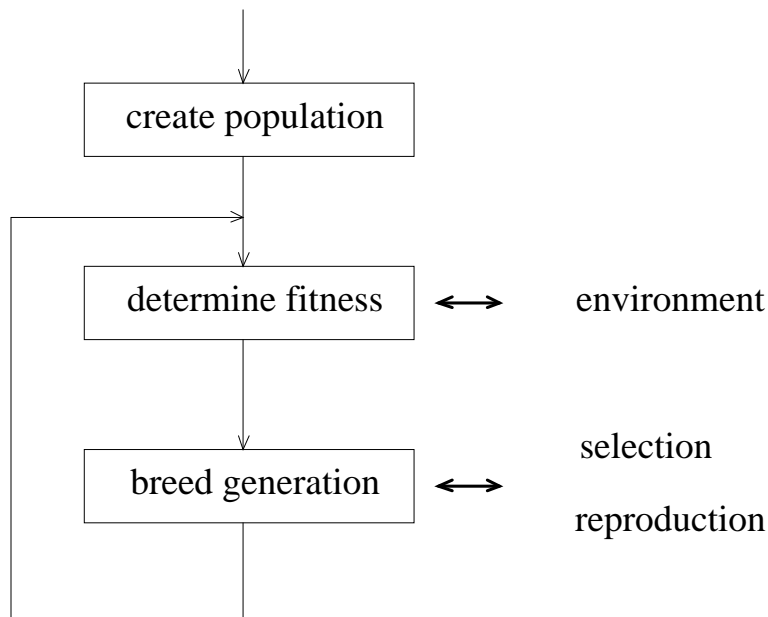 create population
determine fitness
environment
breed generation
selection
reproduction